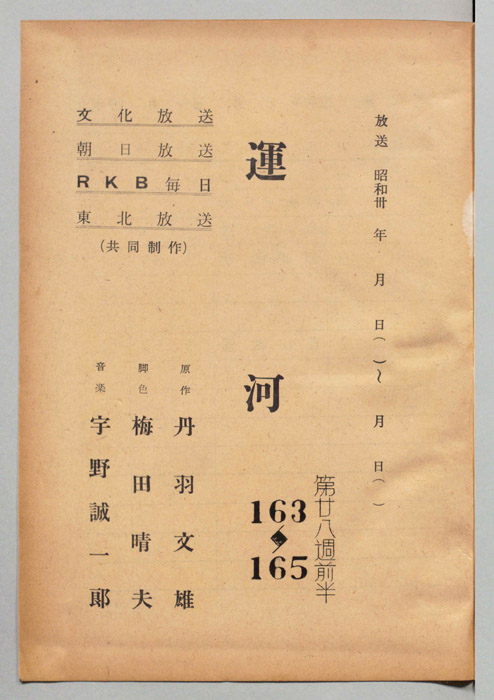 放送 昭和卅 年 月 日( )〜 月 日( )
運河
第廿八週前半
163
165
文化放送
朝日放送
RKB毎日
東北放送
(共同制作)
原作 丹羽文雄
脚色 梅田晴夫
音楽 宇野誠一郎